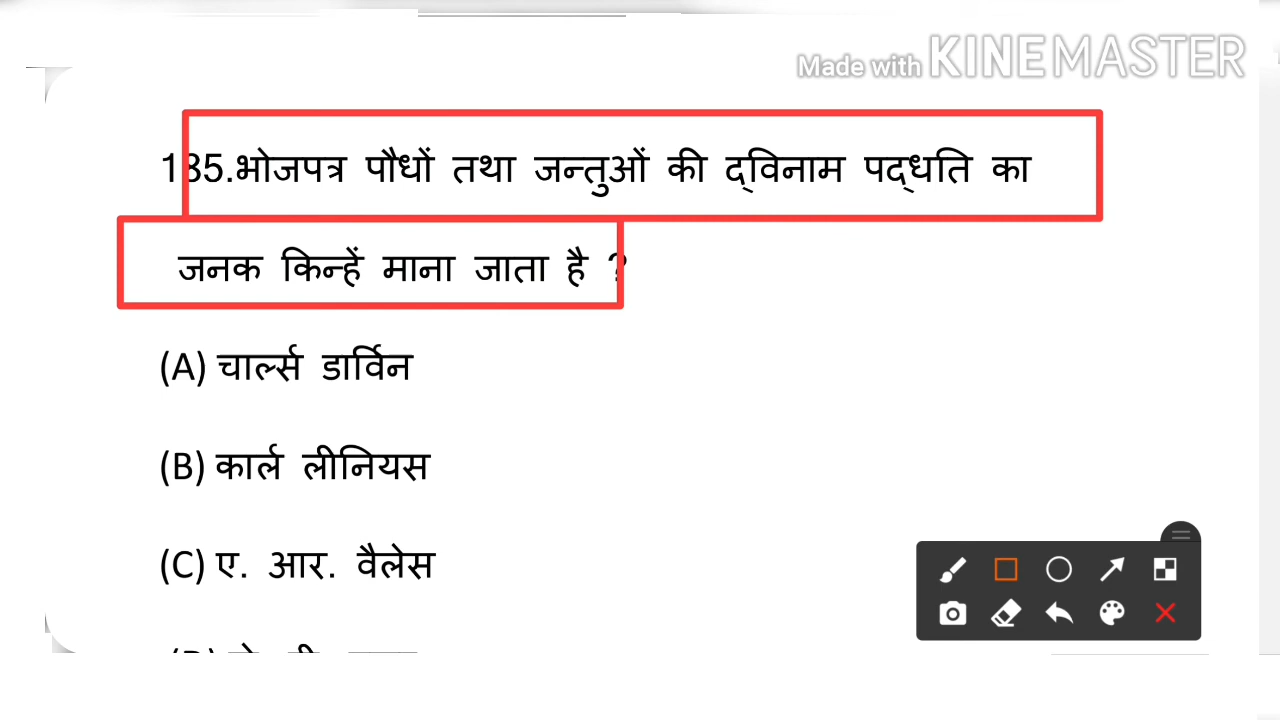 Made with KINEMASTER
135.भोजपत्र पौधों तथा जन्तुओं की द्विनाम पद्धति का
जनक किन्हें माना जाता है ?
(A) चार्ल्स डार्विन
(B) कार्ल लीनियस
(C) ए. आर. वैलेस